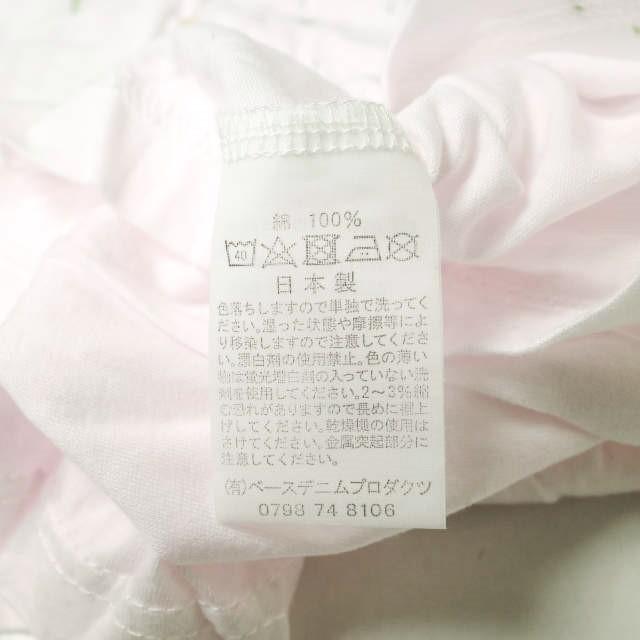 綿 100%
40
日本製
色落ちしますので単独で洗ってく
ださい。湿った状態や摩擦等によ
り移染しますので注意してくださ
い。漂白剤の使用禁止。色の薄い
物は蛍光増白剤の入っていない洗
剤を使用してください。2～3%縮
む恐れがありますので長めに裾上
げしてください。乾燥機の使用は
さけてください。金属突起部分に
注意してください。
(有)ベースデニムプロダクツ
0798 74 8106